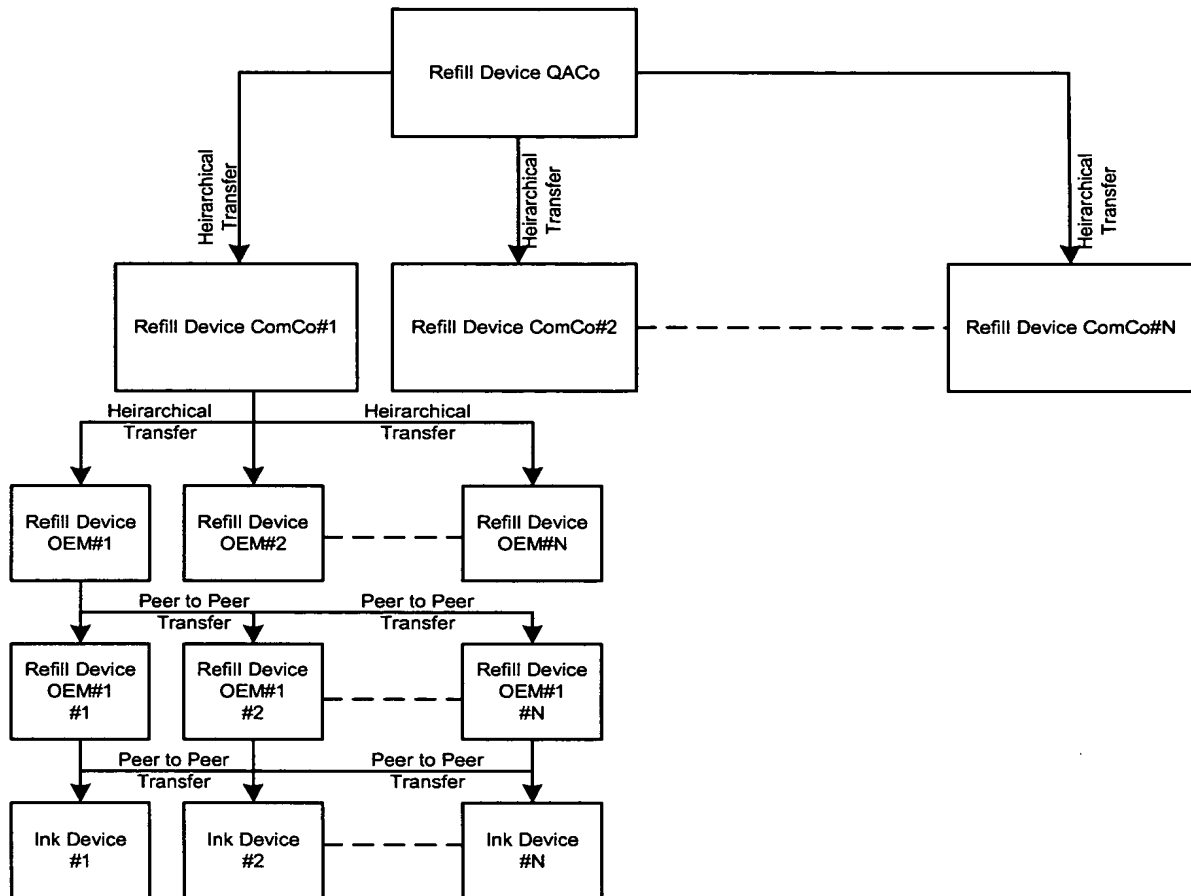 Refill Device QACo
Heirarchical
Transfer
Heirarchical
Transfer
Heirarchical
Transfer
Refill Device ComCo#1
Refill Device ComCo#2
Refill Device ComCo#N
Heirarchical
Transfer
Heirarchical
Transfer
Refill Device
OEM#1
Refill Device
OEM#2
Refill Device
OEM#N
Peer to Peer
Transfer
Peer to Peer
Transfer
Refill Device
OEM#1
#1
Refill Device
OEM#1
#2
Refill Device
OEM#1
#N
Peer to Peer
Transfer
Peer to Peer
Transfer
Ink Device
#1
Ink Device
#2
Ink Device
#N